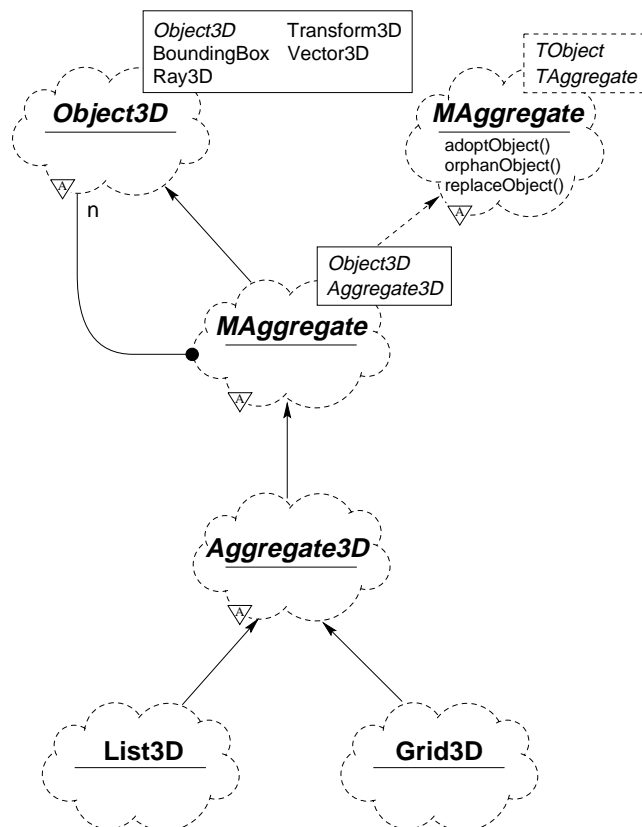 Object3D Transform3D
BoundingBox Vector3D
Ray3D
TObject
TAggregate
Object3D
MAggregate
adoptObject()
orphanObject()
replaceObject()
A
n
A
Object3D
Aggregate3D
MAggregate
A
Aggregate3D
A
List3D
Grid3D